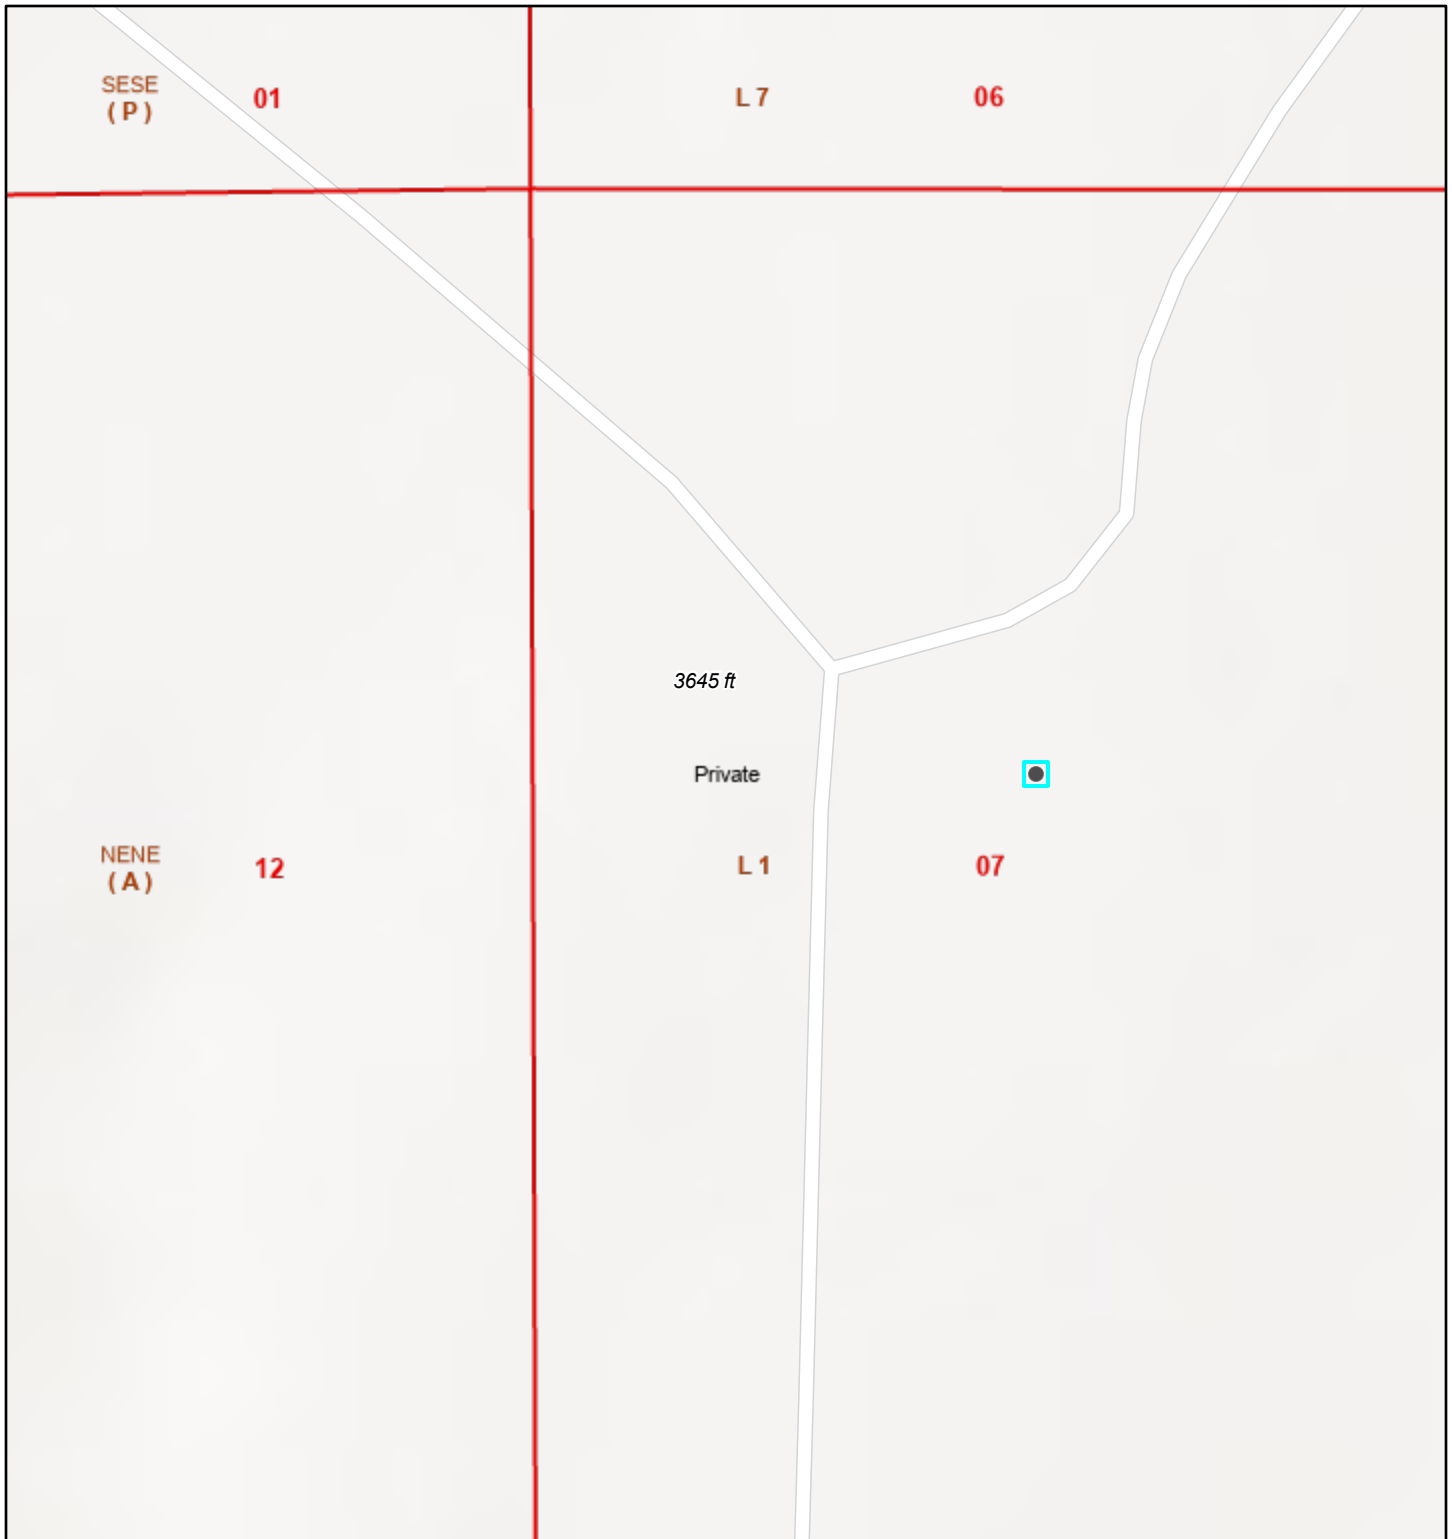 SESE
( P )
01
L 7
06
3645 ft
Private
NENE
( A )
12
L 1
07